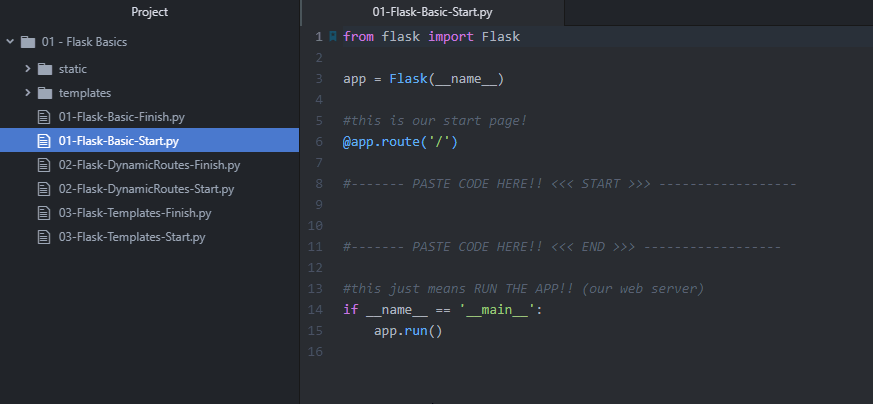 Project
01 - Flask Basics
static
templates
01-Flask-Basic-Finish.py
01-Flask-Basic-Start.py
02-Flask-DynamicRoutes-Finish.py
02-Flask-DynamicRoutes-Start.py
03-Flask-Templates-Finish.py
03-Flask-Templates-Start.py
01-Flask-Basic-Start.py
1 from flask import Flask
2
3 app = Flask(__name__)
4
5 #this is our start page!
6 @app.route('/')
7
8 #------- PASTE CODE HERE!! <<< START >>> ------------------
9
10
11 #------- PASTE CODE HERE!! <<< END >>> ------------------
12
13 #this just means RUN THE APP!! (our web server)
14 if __name__ == '__main__':
15     app.run()
16